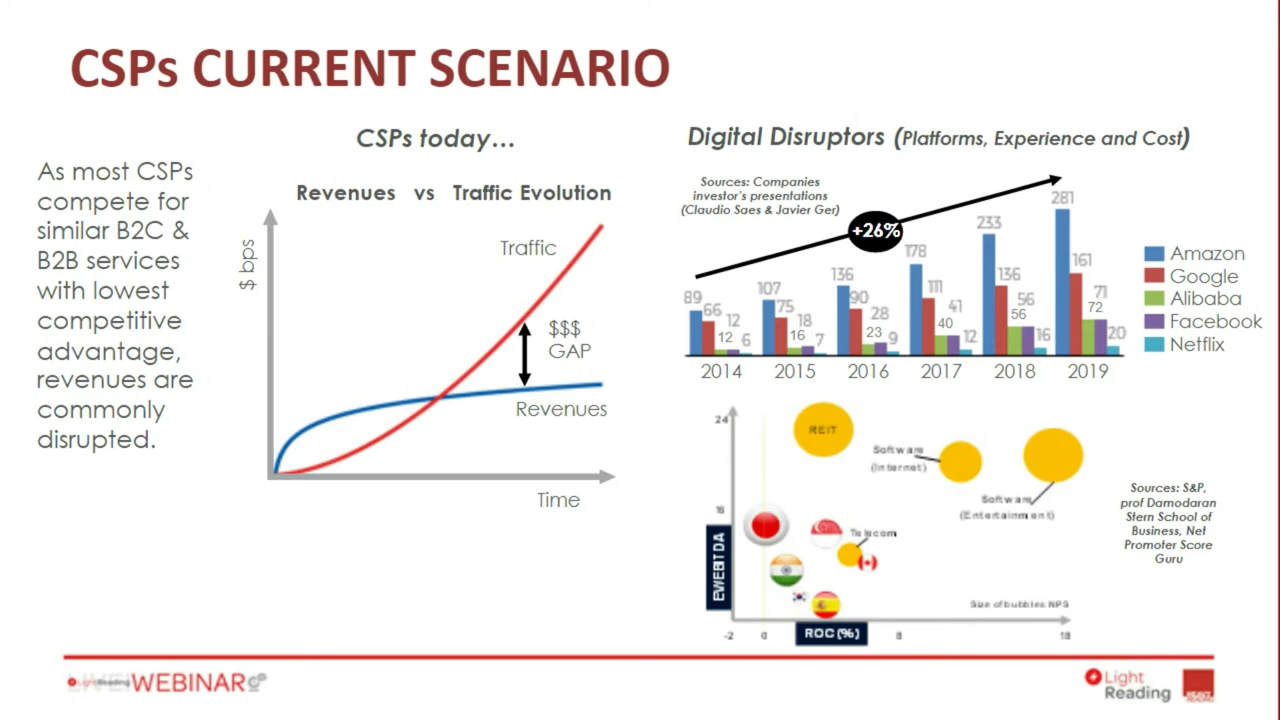 CSPs CURRENT SCENARIO
As most CSPs
compete for
similar B2C &
B2B services
with lowest
competitive
advantage,
revenues are
commonly
disrupted.
CSPs today...
Revenues vs Traffic Evolution
$ bps
Traffic
$$$
GAP
Revenues
Time
Digital Disruptors (Platforms, Experience and Cost)
Sources: Companies
investor's presentations
(Claudio Saes & Javier Ger)
+26%
89 66 12 12 6
107 75 16 18 7
136 90 23 28 9
178 111 40 41 12
233 136 56 56 16
281 161 72 71 20
2014 2015 2016 2017 2018 2019
Amazon
Google
Alibaba
Facebook
Netflix
24
REIT
Software
(Internet)
Software
(Entertainment)
Telecom
EV/EBITDA
Size of bubbles: NPS
-2 0 ROC (%) 8 18
Sources: S&P,
prof Damodaran
Stern School of
Business, Net
Promoter Score
Guru
WEBINAR
Light
Reading